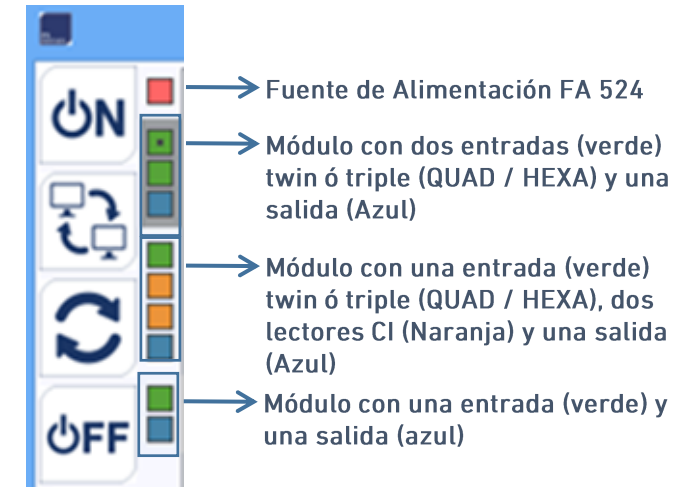 ON
Fuente de Alimentación FA 524
Módulo con dos entradas (verde)
twin ó triple (QUAD / HEXA) y una
salida (Azul)
Módulo con una entrada (verde)
twin ó triple (QUAD / HEXA), dos
lectores CI (Naranja) y una salida
(Azul)
OFF
Módulo con una entrada (verde) y
una salida (azul)